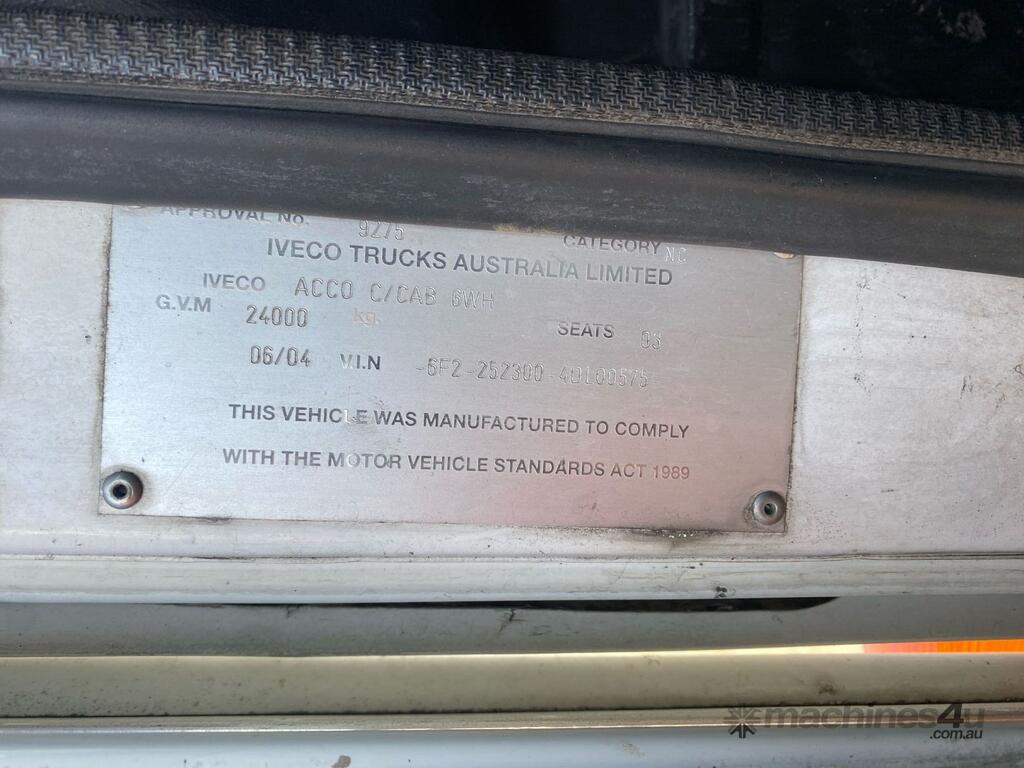 APPROVAL No. 9275 CATEGORY NC
IVECO TRUCKS AUSTRALIA LIMITED
IVECO ACCO C/CAB 6WH
G.V.M 24000 kg. SEATS 03
06/04 V.I.N -6F2-252300-4DL00575
THIS VEHICLE WAS MANUFACTURED TO COMPLY
WITH THE MOTOR VEHICLE STANDARDS ACT 1989
machines4u
.com.au